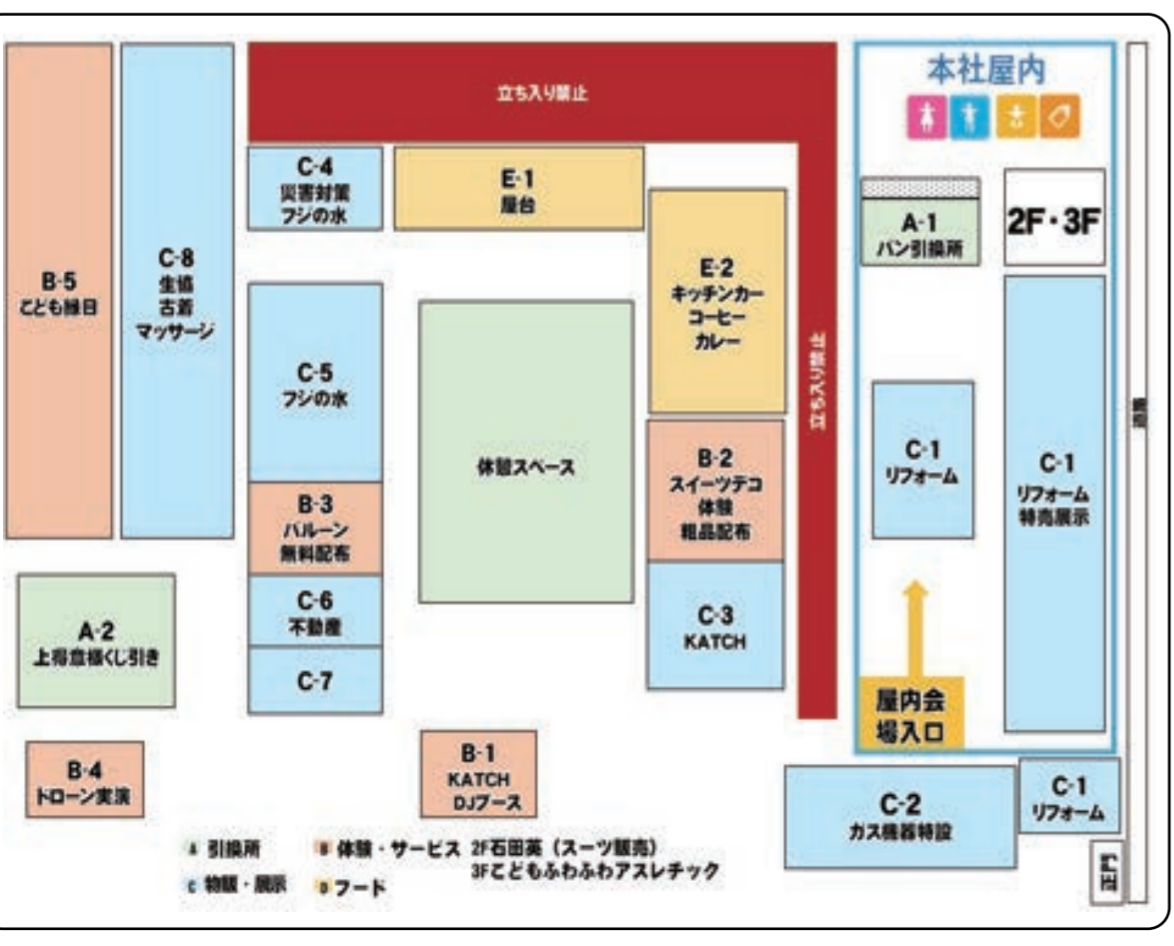 立ち入り禁止
本社屋内
B-5
こども縁日
C-8
生協
古着
マッサージ
C-4
災害対策
フジの水
E-1
屋台
E-2
キッチンカー
コーヒー
カレー
A-1
パン引換所
2F・3F
C-5
フジの水
休憩スペース
立ち入り禁止
C-1
リフォーム
C-1
リフォーム
特売展示
道路
B-3
バルーン
無料配布
B-2
スイーツデコ
体験
粗品配布
A-2
上得意様くじ引き
C-6
不動産
C-7
C-3
KATCH
屋内会
場入口
B-4
ドローン実演
B-1
KATCH
DJブース
C-2
ガス機器特設
C-1
リフォーム
正門
A 引換所
B 体験・サービス
C 物販・展示
D フード
2F石田英（スーツ販売）
3Fこどもふわふわアスレチック